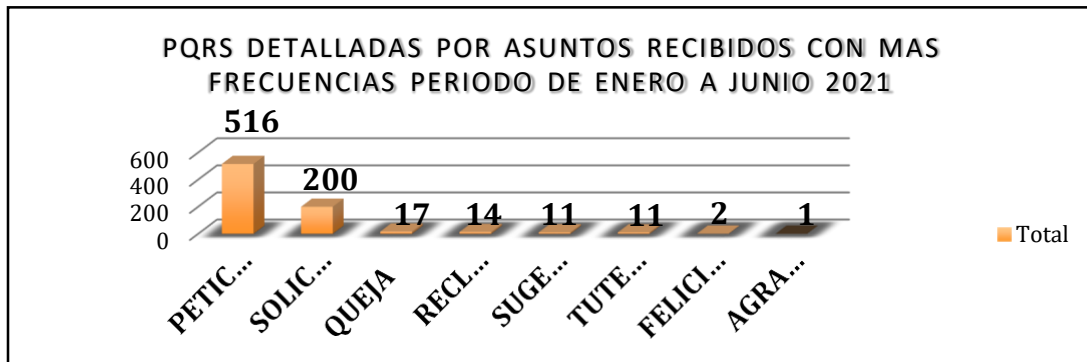 PQRS DETALLADAS POR ASUNTOS RECIBIDOS CON MAS
FRECUENCIAS PERIODO DE ENERO A JUNIO 2021
516
200
17
14
11
11
2
1
600
400
200
0
PETIC...
SOLIC...
QUEJA
RECL...
SUGE...
TUTE...
FELICI...
AGRA...
Total